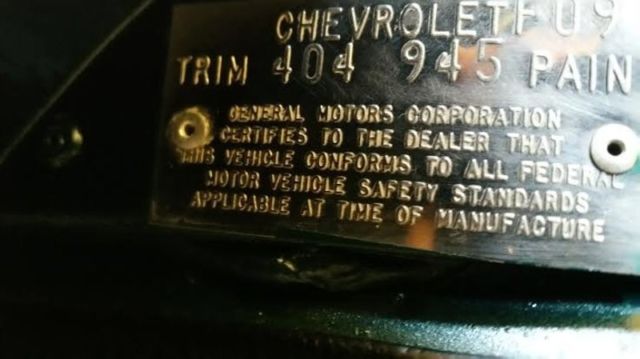 CHEVROLETFU9
TRIM 404 945 PAIN
GENERAL MOTORS CORPORATION
CERTIFIES TO THE DEALER THAT
THIS VEHICLE CONFORMS TO ALL FEDERAL
MOTOR VEHICLE SAFETY STANDARDS
APPLICABLE AT TIME OF MANUFACTURE